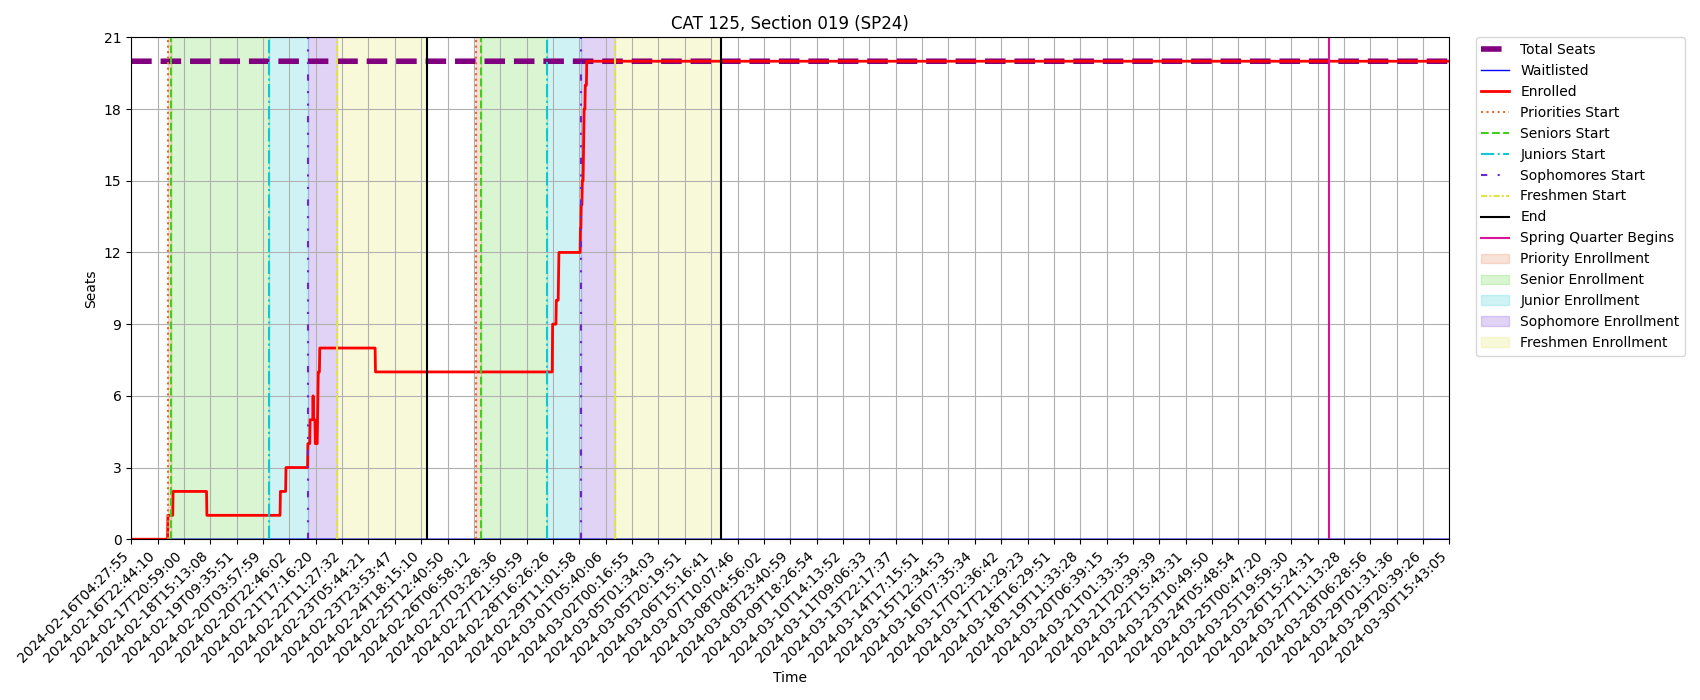 CAT 125, Section 019 (SP24)
21
18
15
12
9
6
3
0
Seats
2024-02-16T04:27:55
2024-02-16T22:44:10
2024-02-17T20:59:00
2024-02-18T15:13:08
2024-02-19T09:35:51
2024-02-20T03:57:59
2024-02-20T22:46:02
2024-02-21T17:16:20
2024-02-22T11:27:32
2024-02-23T05:44:21
2024-02-23T23:53:47
2024-02-24T18:15:10
2024-02-25T12:40:50
2024-02-26T06:58:12
2024-02-27T03:28:36
2024-02-27T21:50:59
2024-02-28T16:26:26
2024-02-29T11:01:58
2024-03-01T05:40:06
2024-03-02T00:16:55
2024-03-05T01:34:03
2024-03-05T20:19:51
2024-03-06T15:16:41
2024-03-07T10:07:46
2024-03-08T04:56:02
2024-03-08T23:40:59
2024-03-09T18:26:54
2024-03-10T14:13:52
2024-03-11T09:06:33
2024-03-13T22:17:37
2024-03-14T17:15:51
2024-03-15T12:34:53
2024-03-16T07:35:34
2024-03-17T02:36:42
2024-03-17T21:29:23
2024-03-18T16:29:51
2024-03-19T11:33:28
2024-03-20T06:39:15
2024-03-21T01:33:35
2024-03-21T20:39:39
2024-03-22T15:43:31
2024-03-23T10:49:50
2024-03-24T05:48:54
2024-03-25T00:47:20
2024-03-25T19:59:30
2024-03-26T15:24:31
2024-03-27T11:13:28
2024-03-28T06:28:56
2024-03-29T01:31:36
2024-03-29T20:39:26
2024-03-30T15:43:05
Time
Total Seats
Waitlisted
Enrolled
Priorities Start
Seniors Start
Juniors Start
Sophomores Start
Freshmen Start
End
Spring Quarter Begins
Priority Enrollment
Senior Enrollment
Junior Enrollment
Sophomore Enrollment
Freshmen Enrollment